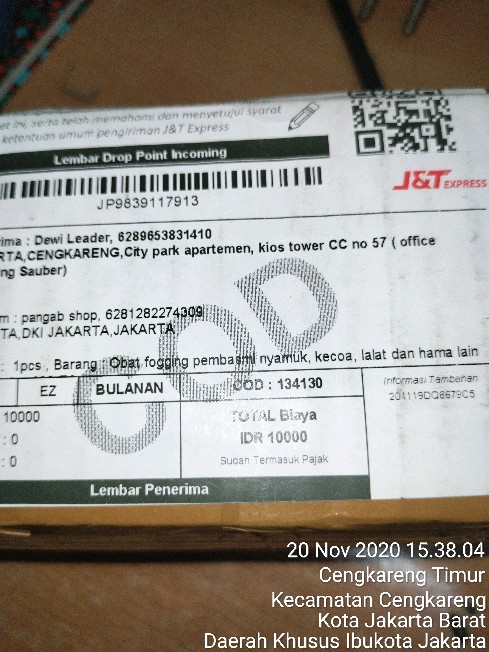 et ini, serta telah memahami dan menyetujui syarat
ketentuan umum pengiriman J&T Express
Lembar Drop Point Incoming
JP9839117913
J&T EXPRESS
ima : Dewi Leader, 6289653831410
RTA,CENGKARENG,City park apartemen, kios tower CC no 57 ( office
ng Sauber)
m : pangab shop, 6281282274309
TA,DKI JAKARTA,JAKARTA
: 1pcs , Barang : Obat fogging pembasmi nyamuk, kecoa, lalat dan hama lain
COD
EZ BULANAN COD : 134130 Informasi Tambahan
201119DQ8679C5
10000 TOTAL Biaya
: 0 IDR 10000
: 0 Sudah Termasuk Pajak
Lembar Penerima
20 Nov 2020 15.38.04
Cengkareng Timur
Kecamatan Cengkareng
Kota Jakarta Barat
Daerah Khusus Ibukota Jakarta